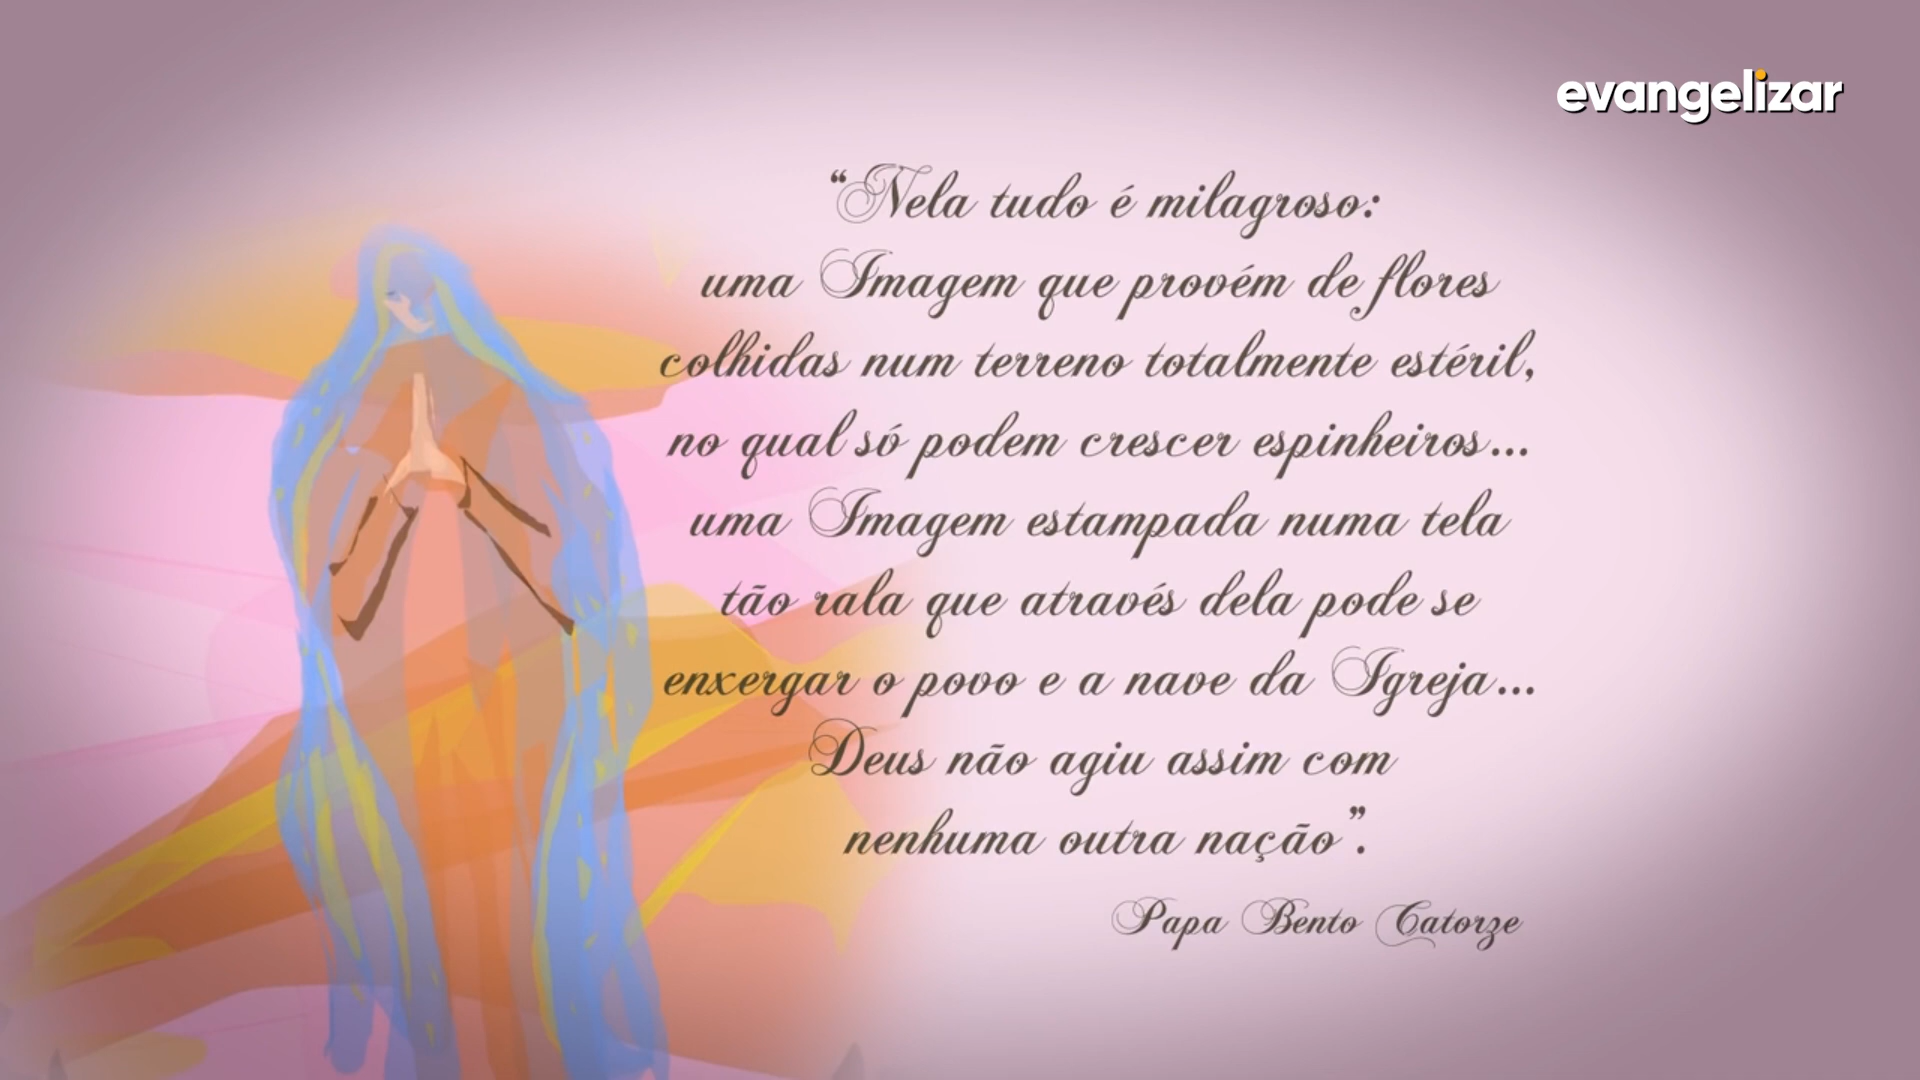 evangelizar
“Nela tudo é milagroso:
uma Imagem que provém de flores
colhidas num terreno totalmente estéril,
no qual só podem crescer espinheiros...
uma Imagem estampada numa tela
tão rala que através dela pode se
enxergar o povo e a nave da Igreja...
Deus não agiu assim com
nenhuma outra nação”.
Papa Bento Catorze